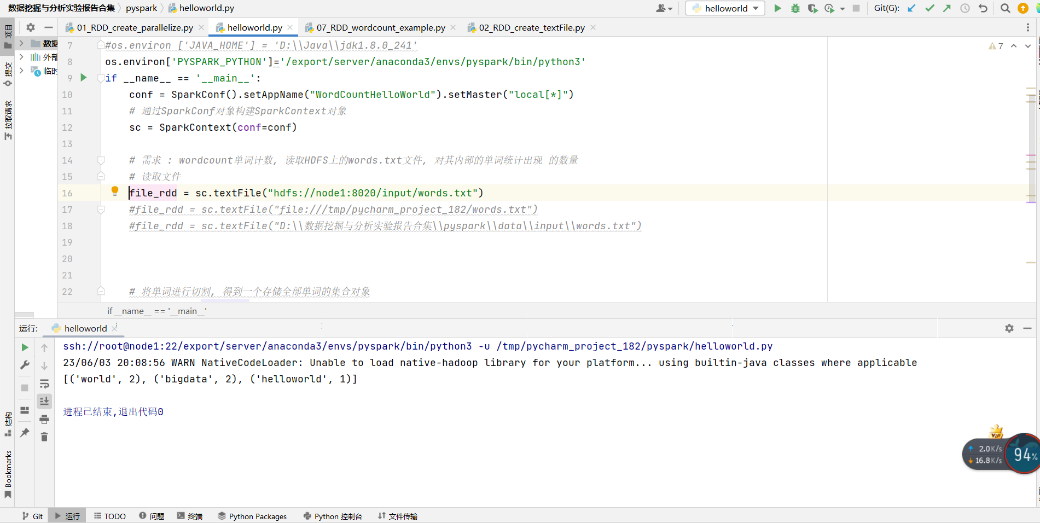 数据挖掘与分析实验报告合集 pyspark helloworld.py helloworld Git(G):
项目 01_RDD_create_parallelize.py helloworld.py 07_RDD_wordcount_example.py 02_RDD_create_textFile.py
数据
外部
临时
提交
拉取请求
7 #os.environ ['JAVA_HOME'] = 'D:\\Java\\jdk1.8.0_241' 7
8 os.environ['PYSPARK_PYTHON']='/export/server/anaconda3/envs/pyspark/bin/python3'
9 if __name__ == '__main__':
10 conf = SparkConf().setAppName("WordCountHelloWorld").setMaster("local[*]")
11 # 通过SparkConf对象构建SparkContext对象
12 sc = SparkContext(conf=conf)
13
14 # 需求 : wordcount单词计数, 读取HDFS上的words.txt文件, 对其内部的单词统计出现 的数量
15 # 读取文件
16 file_rdd = sc.textFile("hdfs://node1:8020/input/words.txt")
17 #file_rdd = sc.textFile("file:///tmp/pycharm_project_182/words.txt")
18 #file_rdd = sc.textFile("D:\\数据挖掘与分析实验报告合集\\pyspark\\data\\input\\words.txt")
19
20
21
22 # 将单词进行切割, 得到一个存储全部单词的集合对象
if __name__ == '__main__'
运行: helloworld
ssh://root@node1:22/export/server/anaconda3/envs/pyspark/bin/python3 -u /tmp/pycharm_project_182/pyspark/helloworld.py
23/06/03 20:08:56 WARN NativeCodeLoader: Unable to load native-hadoop library for your platform... using builtin-java classes where applicable
[('world', 2), ('bigdata', 2), ('helloworld', 1)]
进程已结束,退出代码0
结构
Bookmarks
2.0K/s
16.8K/s
94%
Git 运行 TODO 问题 终端 Python Packages Python 控制台 文件传输